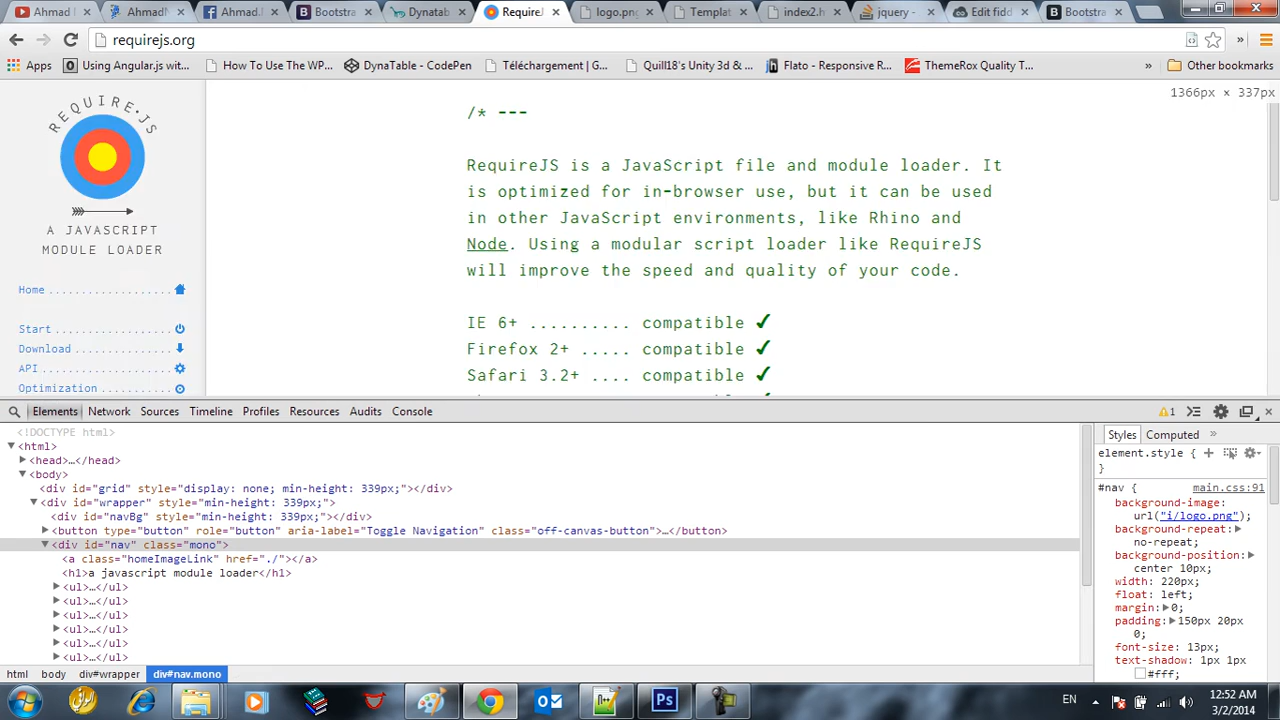 Ahmad
AhmadM
Ahmad.
Bootstra
Dynatab
RequireJ
logo.png
Templat
index2.h
jquery -
Edit fidd
Bootstra
requirejs.org
Apps
Using Angular.js wit...
How To Use The WP...
DynaTable - CodePen
Téléchargement | G...
Quill18's Unity 3d & ...
Flato - Responsive R...
ThemeRox Quality T...
»
Other bookmarks
1366px × 337px
REQUIRE.JS
A JAVASCRIPT
MODULE LOADER
Home ....................
Start ...................
Download ................
API .....................
Optimization ............
/* ---
RequireJS is a JavaScript file and module loader. It
is optimized for in-browser use, but it can be used
in other JavaScript environments, like Rhino and
Node. Using a modular script loader like RequireJS
will improve the speed and quality of your code.
IE 6+ .......... compatible ✔
Firefox 2+ ..... compatible ✔
Safari 3.2+ .... compatible ✔
Elements Network Sources Timeline Profiles Resources Audits Console
1
<!DOCTYPE html>
<html>
<head>…</head>
<body>
<div id="grid" style="display: none; min-height: 339px;"></div>
<div id="wrapper" style="min-height: 339px;">
<div id="navBg" style="min-height: 339px;"></div>
<button type="button" role="button" aria-label="Toggle Navigation" class="off-canvas-button">…</button>
<div id="nav" class="mono">
<a class="homeImageLink" href="./"></a>
<h1>a javascript module loader</h1>
<ul>…</ul>
<ul>…</ul>
<ul>…</ul>
<ul>…</ul>
<ul>…</ul>
<ul>…</ul>
html body div#wrapper div#nav.mono
Styles Computed »
element.style {
}
#nav { main.css:91
background-image:
url("i/logo.png");
background-repeat:
no-repeat;
background-position:
center 10px;
width: 220px;
float: left;
margin: 0;
padding: 150px 20px
0;
font-size: 13px;
text-shadow: 1px 1px
#fff;
Ps
EN
12:52 AM
3/2/2014